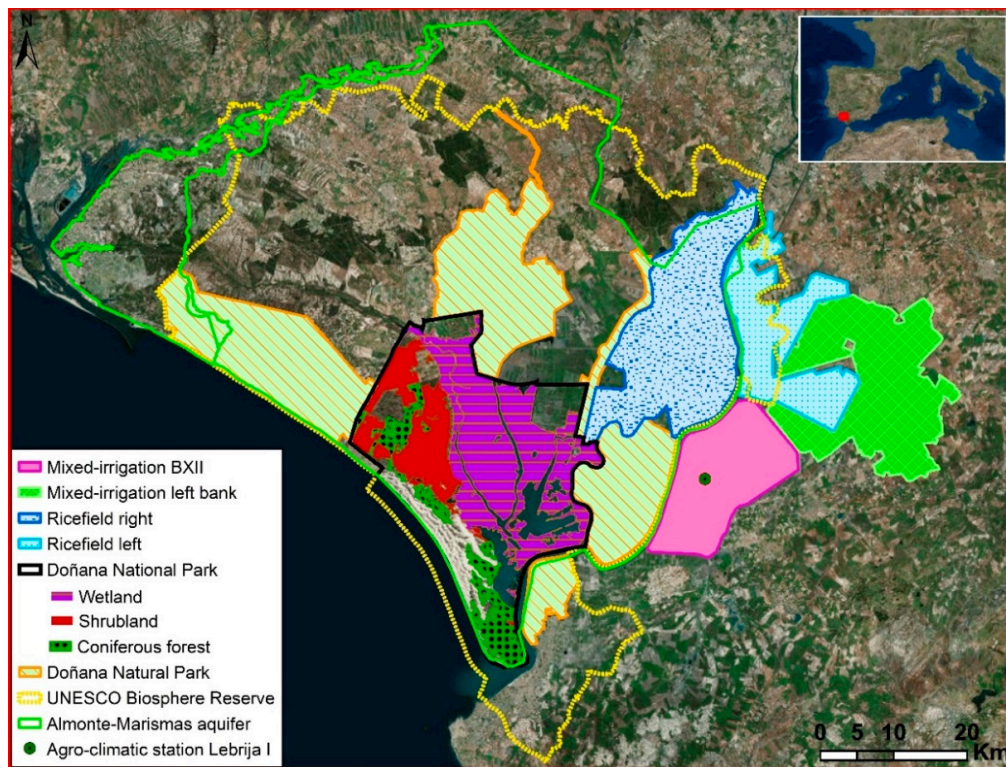 N
Mixed-irrigation BXII
Mixed-irrigation left bank
Ricefield right
Ricefield left
Doñana National Park
Wetland
Shrubland
Coniferous forest
Doñana Natural Park
UNESCO Biosphere Reserve
Almonte-Marismas aquifer
Agro-climatic station Lebrija I
0 5 10 20
Km